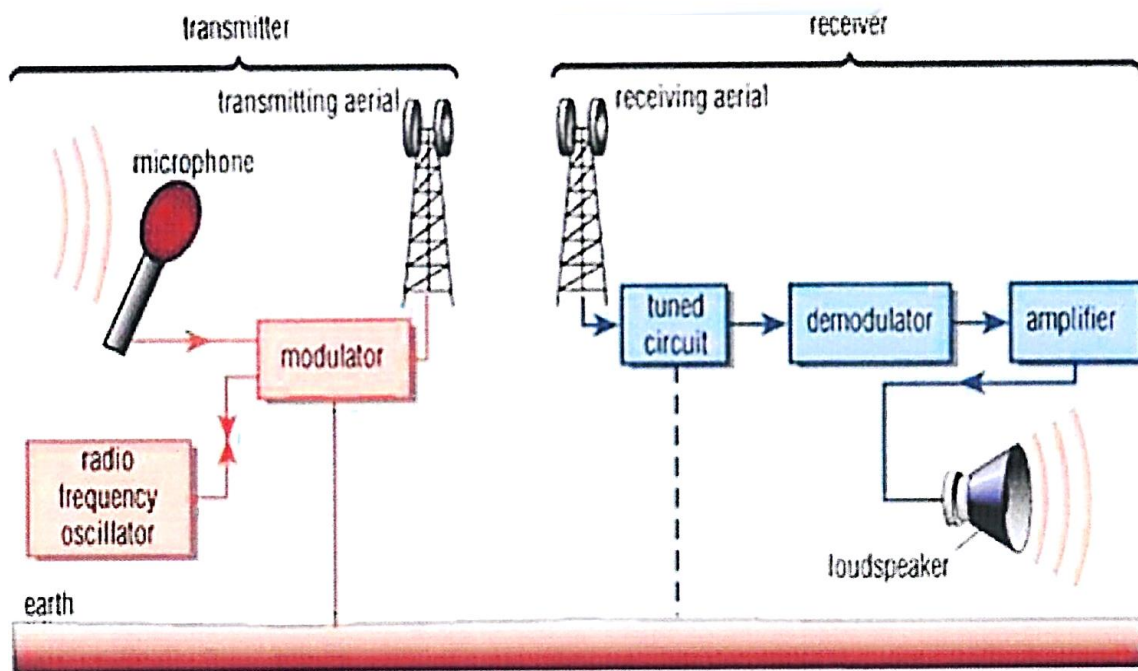 transmitter
receiver
transmitting aerial
receiving aerial
microphone
modulator
tuned
circuit
demodulator
amplifier
radio
frequency
oscillator
loudspeaker
earth